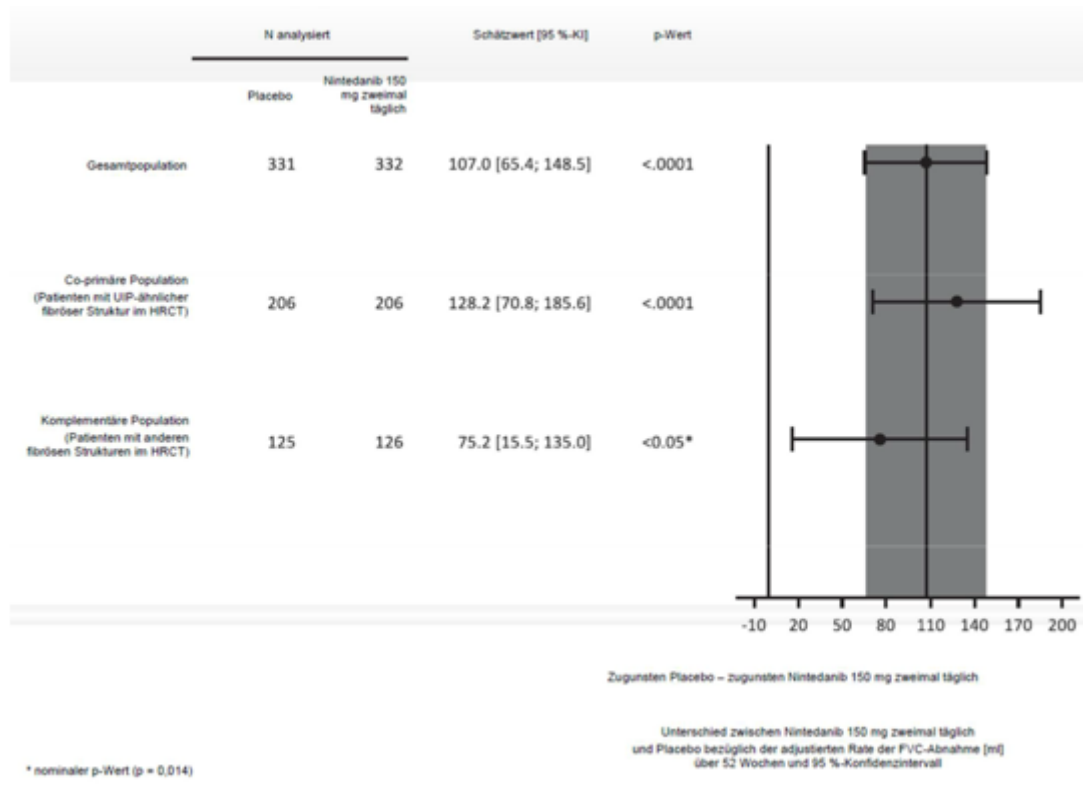 N analysiert Schätzwert [95 %-KI] p-Wert
Placebo
Nintedanib 150
mg zweimal
täglich
Gesamtpopulation 331 332 107.0 [65.4; 148.5] <.0001
Co-primäre Population
(Patienten mit UIP-ähnlicher
fibröser Struktur im HRCT)
206 206 128.2 [70.8; 185.6] <.0001
Komplementäre Population
(Patienten mit anderen
fibrösen Strukturen im HRCT)
125 126 75.2 [15.5; 135.0] <0.05*
-10 20 50 80 110 140 170 200
Zugunsten Placebo – zugunsten Nintedanib 150 mg zweimal täglich
Unterschied zwischen Nintedanib 150 mg zweimal täglich
und Placebo bezüglich der adjustierten Rate der FVC-Abnahme [ml]
über 52 Wochen und 95 %-Konfidenzintervall
* nominaler p-Wert (p = 0,014)